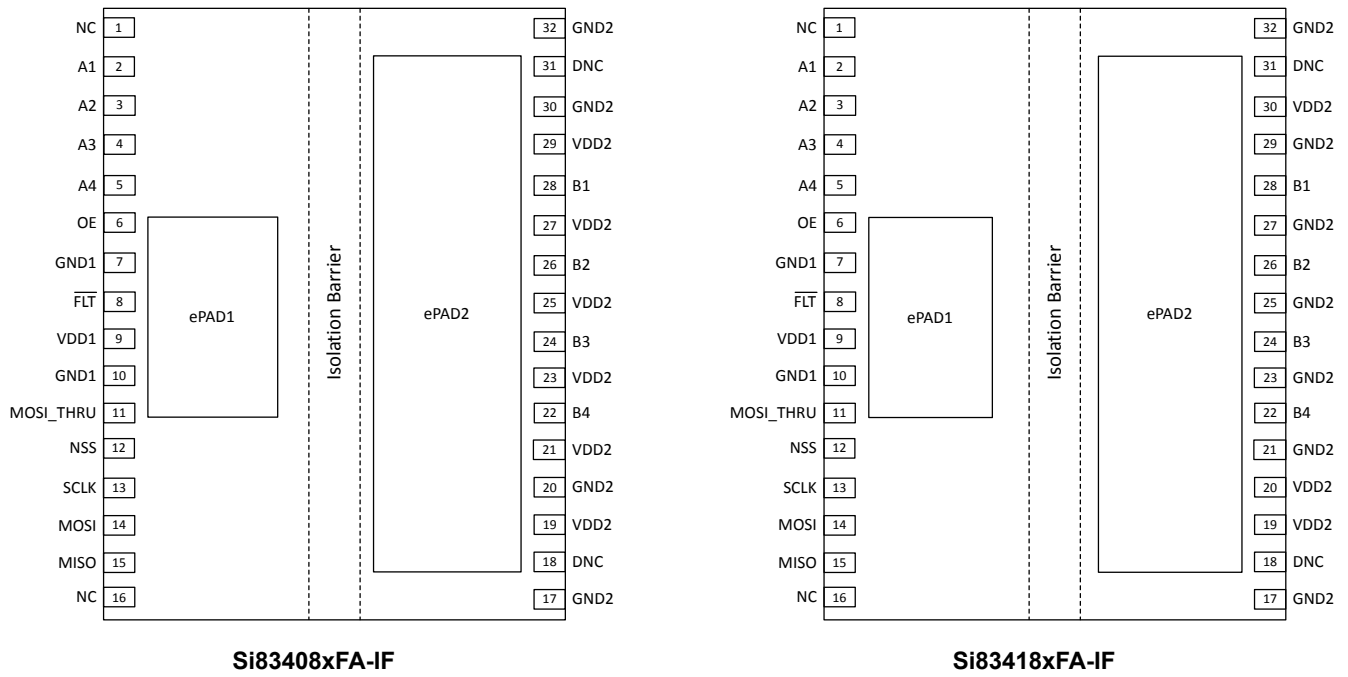 NC 1
A1 2
A2 3
A3 4
A4 5
OE 6
GND1 7
FLT 8
VDD1 9
GND1 10
MOSI_THRU 11
NSS 12
SCLK 13
MOSI 14
MISO 15
NC 16
ePAD1
Isolation Barrier
ePAD2
32 GND2
31 DNC
30 GND2
29 VDD2
28 B1
27 VDD2
26 B2
25 VDD2
24 B3
23 VDD2
22 B4
21 VDD2
20 GND2
19 VDD2
18 DNC
17 GND2
Si83408xFA-IF
NC 1
A1 2
A2 3
A3 4
A4 5
OE 6
GND1 7
FLT 8
VDD1 9
GND1 10
MOSI_THRU 11
NSS 12
SCLK 13
MOSI 14
MISO 15
NC 16
ePAD1
Isolation Barrier
ePAD2
32 GND2
31 DNC
30 VDD2
29 GND2
28 B1
27 GND2
26 B2
25 GND2
24 B3
23 GND2
22 B4
21 GND2
20 VDD2
19 VDD2
18 DNC
17 GND2
Si83418xFA-IF